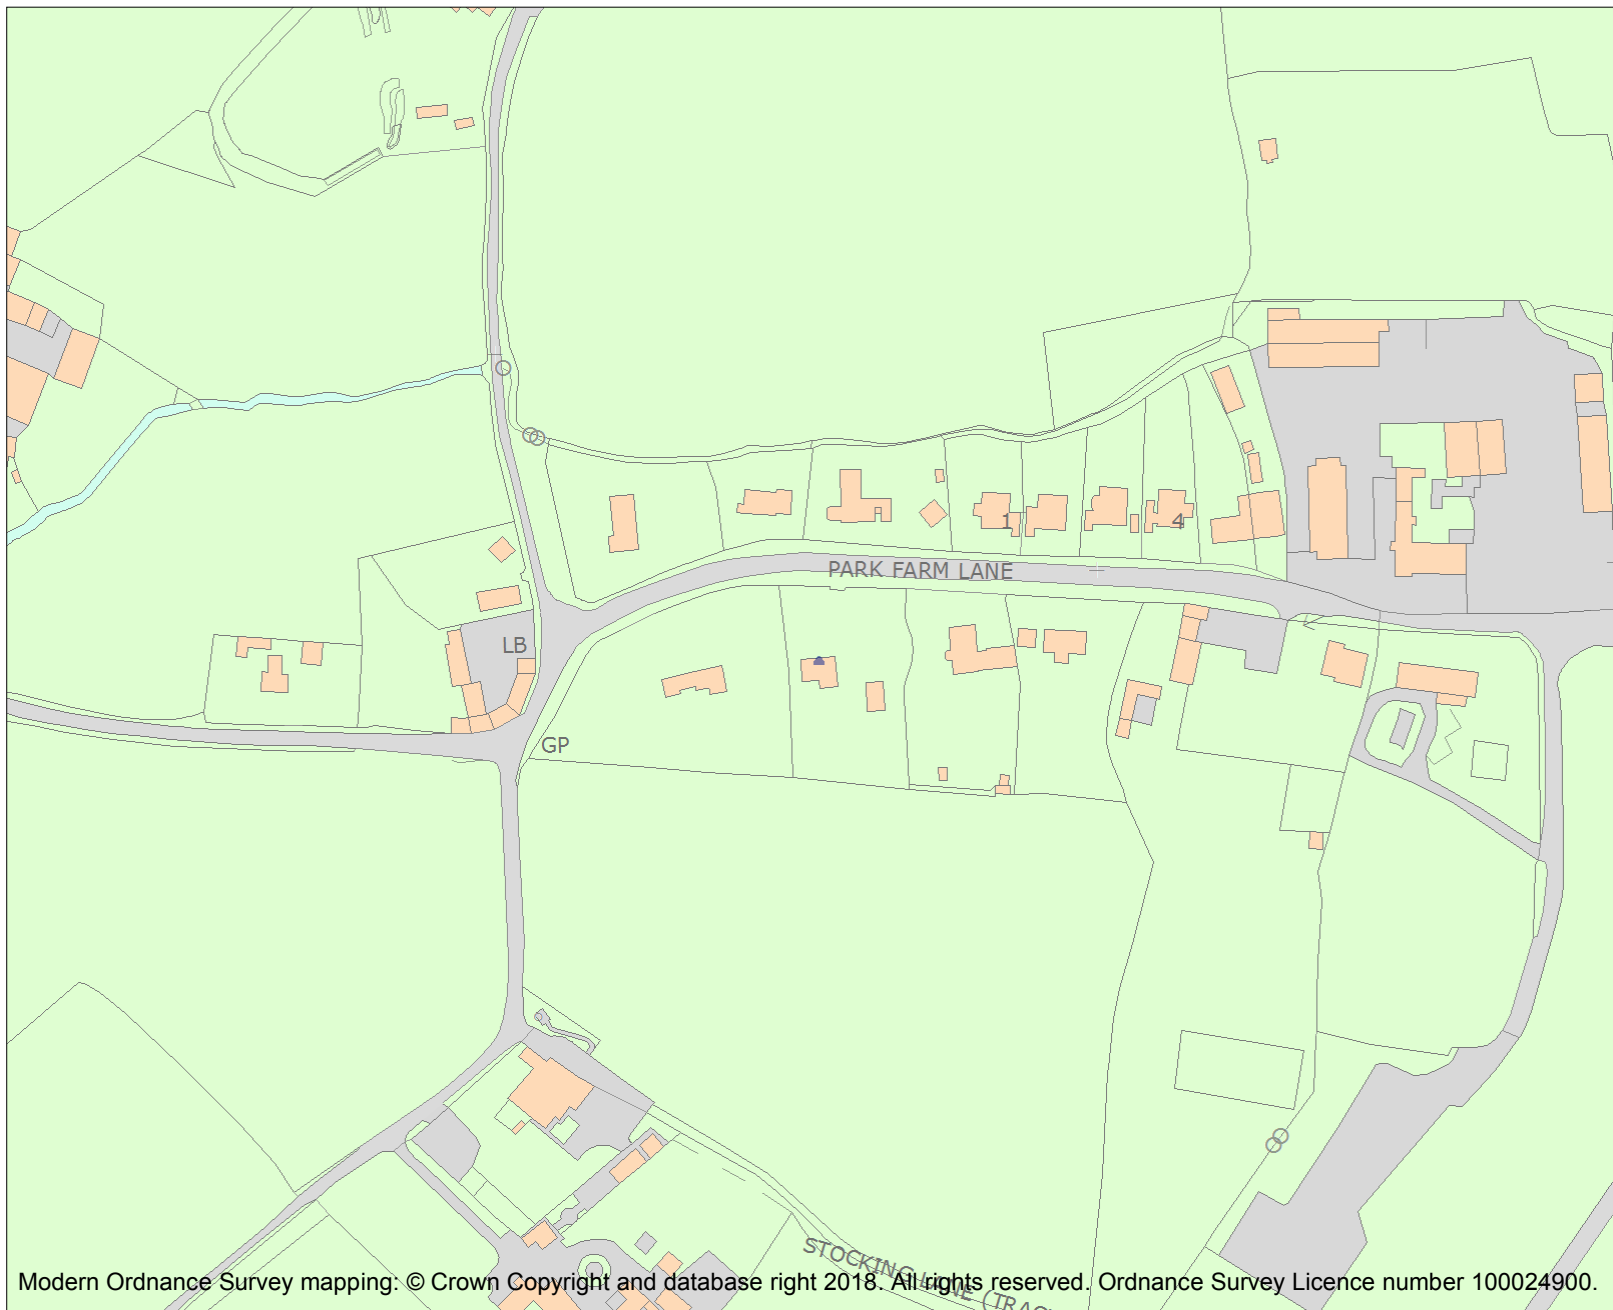 1
4
PARK FARM LANE
LB
GP
STOCKING LANE (TRAC
Modern Ordnance Survey mapping: © Crown Copyright and database right 2018. All rights reserved. Ordnance Survey Licence number 100024900.